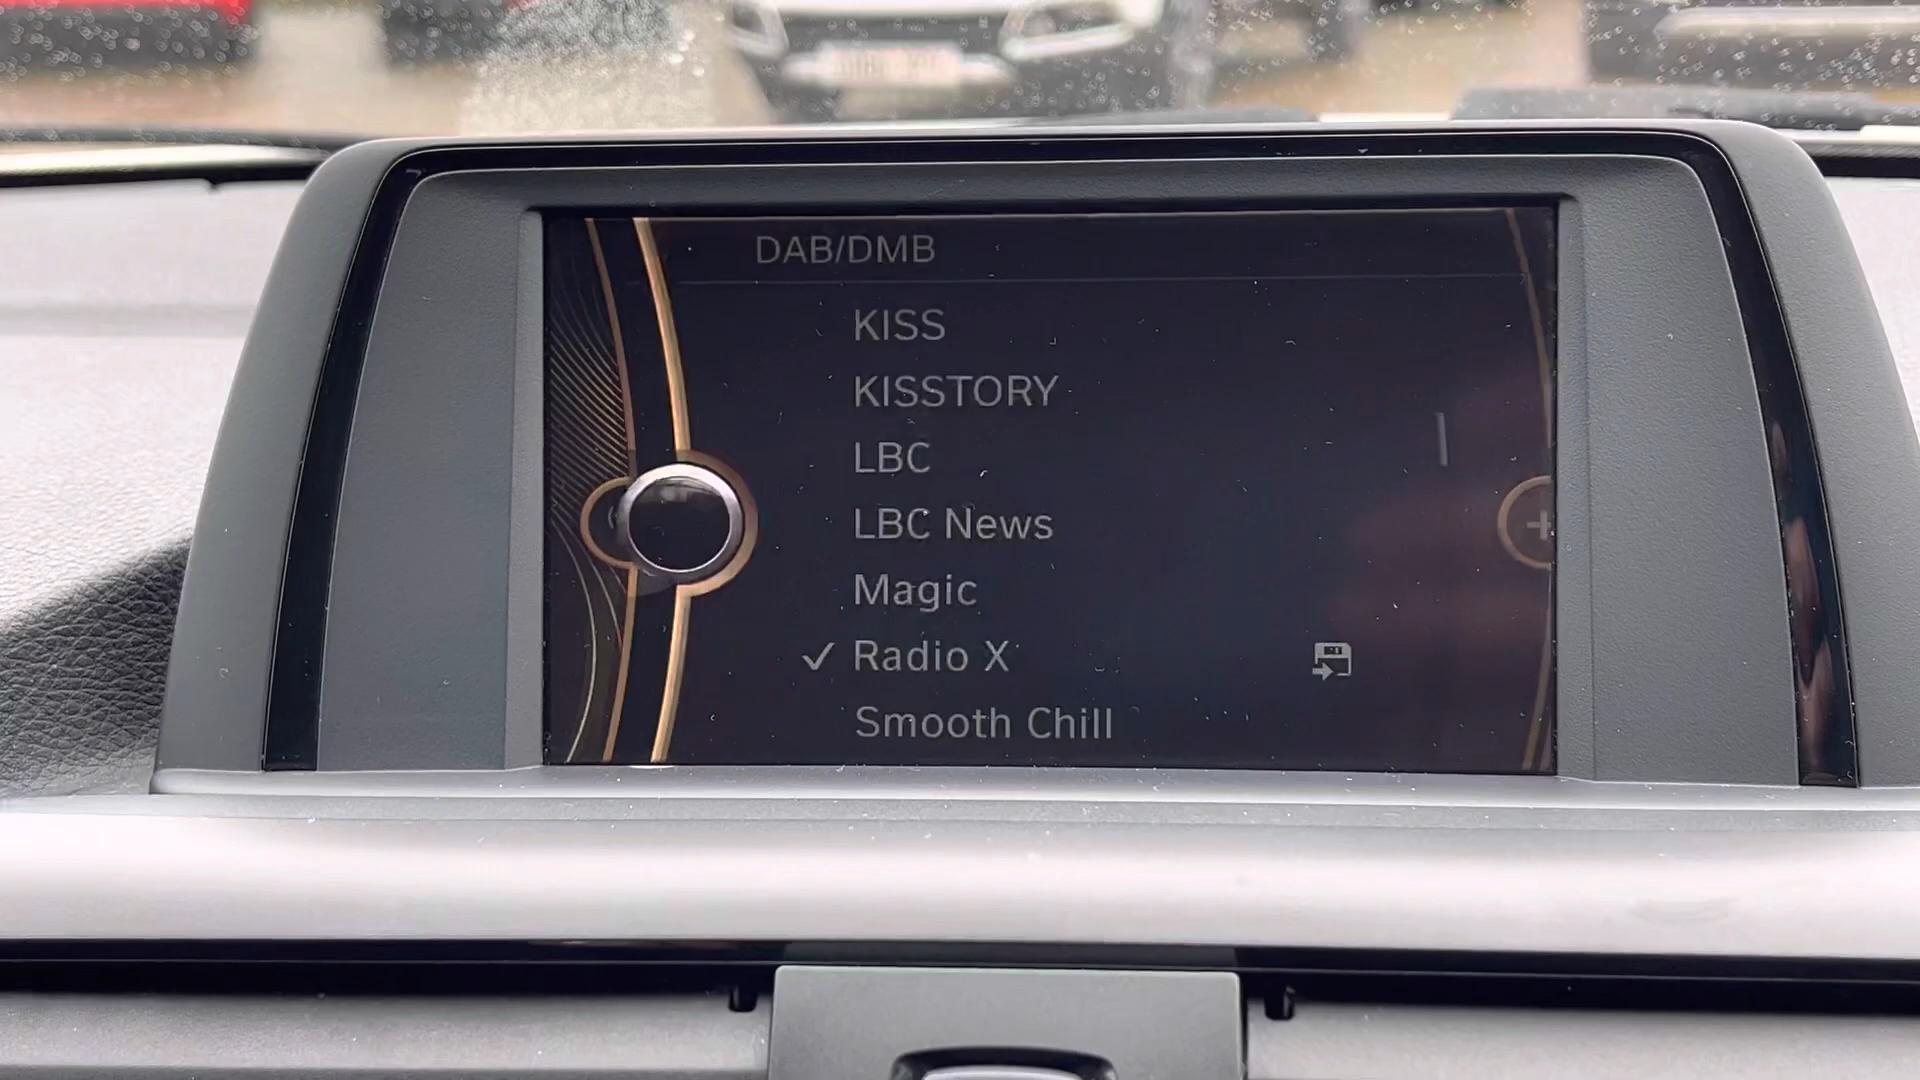 DAB/DMB
KISS
KISSTORY
LBC
LBC News
Magic
✓ Radio X
Smooth Chill